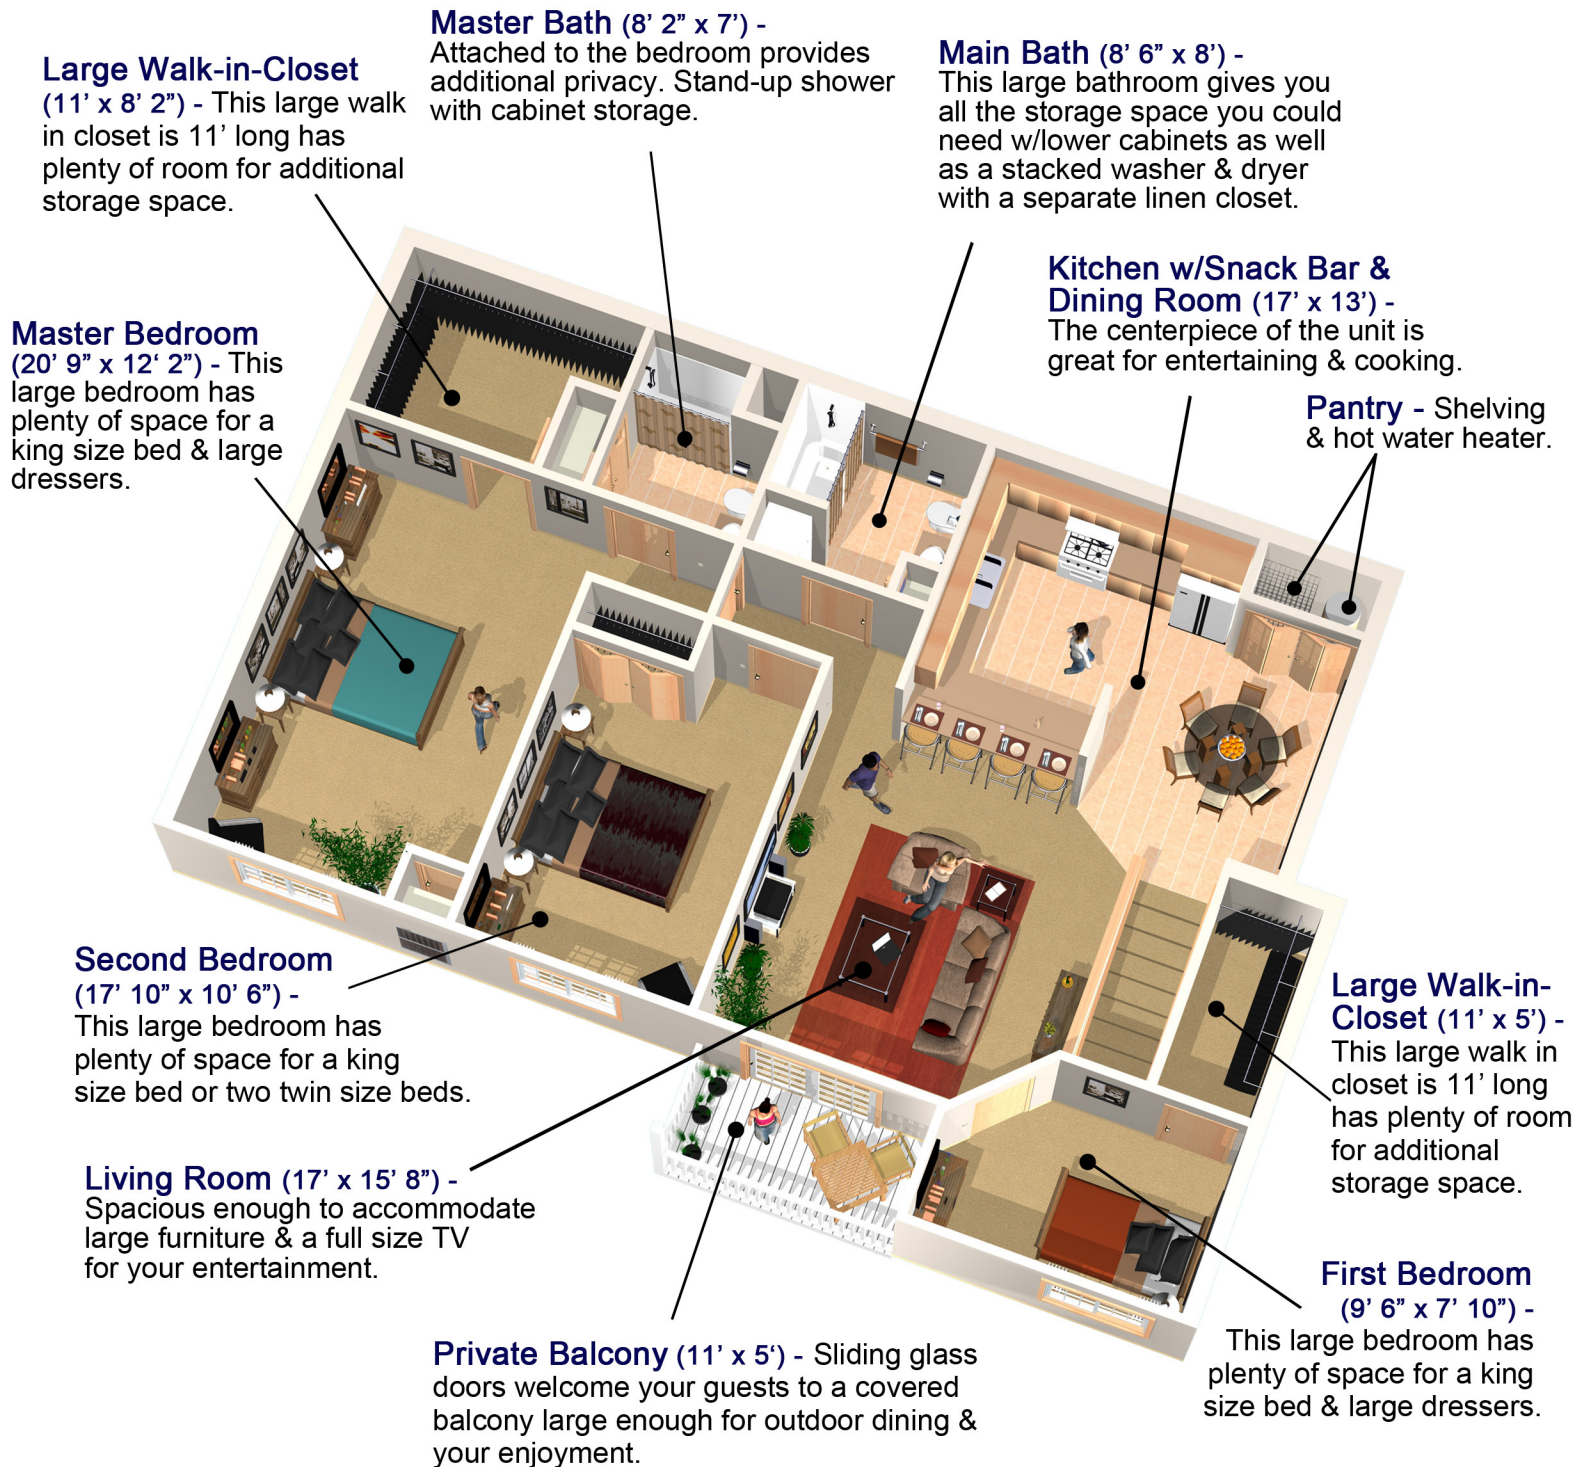 Large Walk-in-Closet
(11’ x 8’ 2”) - This large walk
in closet is 11’ long has
plenty of room for additional
storage space.
Master Bath (8’ 2” x 7’) -
Attached to the bedroom provides
additional privacy. Stand-up shower
with cabinet storage.
Main Bath (8’ 6” x 8’) -
This large bathroom gives you
all the storage space you could
need w/lower cabinets as well
as a stacked washer & dryer
with a separate linen closet.
Kitchen w/Snack Bar &
Dining Room (17’ x 13’) -
The centerpiece of the unit is
great for entertaining & cooking.
Pantry - Shelving
& hot water heater.
Master Bedroom
(20’ 9” x 12‘ 2”) - This
large bedroom has
plenty of space for a
king size bed & large
dressers.
Second Bedroom
(17’ 10” x 10’ 6”) -
This large bedroom has
plenty of space for a king
size bed or two twin size beds.
Large Walk-in-
Closet (11’ x 5’) -
This large walk in
closet is 11’ long
has plenty of room
for additional
storage space.
Living Room (17’ x 15’ 8”) -
Spacious enough to accommodate
large furniture & a full size TV
for your entertainment.
First Bedroom
(9’ 6” x 7’ 10”) -
This large bedroom has
plenty of space for a king
size bed & large dressers.
Private Balcony (11’ x 5‘) - Sliding glass
doors welcome your guests to a covered
balcony large enough for outdoor dining &
your enjoyment.